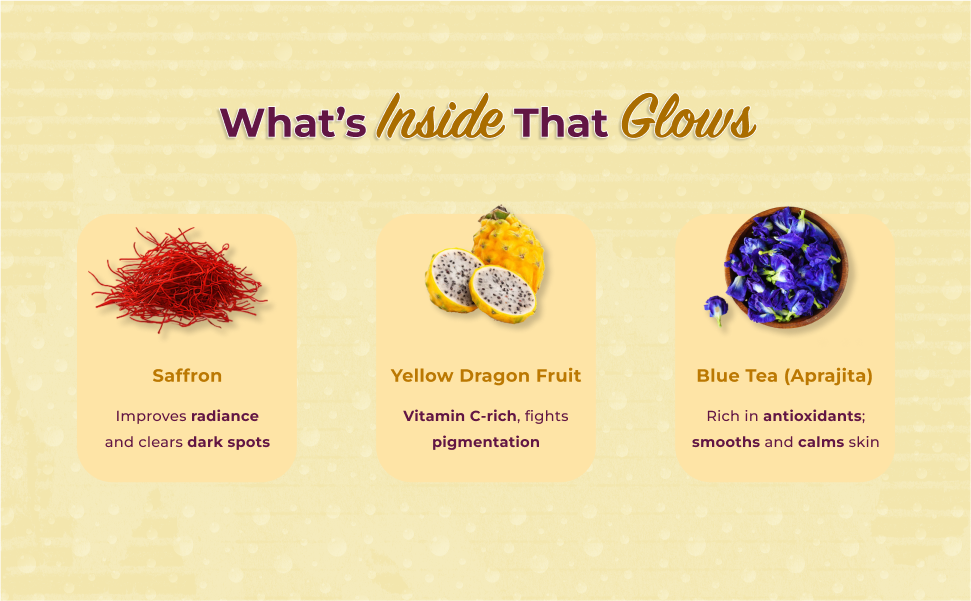 What's Inside That Glows
Saffron
Improves radiance
and clears dark spots
Yellow Dragon Fruit
Vitamin C-rich, fights
pigmentation
Blue Tea (Aprajita)
Rich in antioxidants;
smooths and calms skin